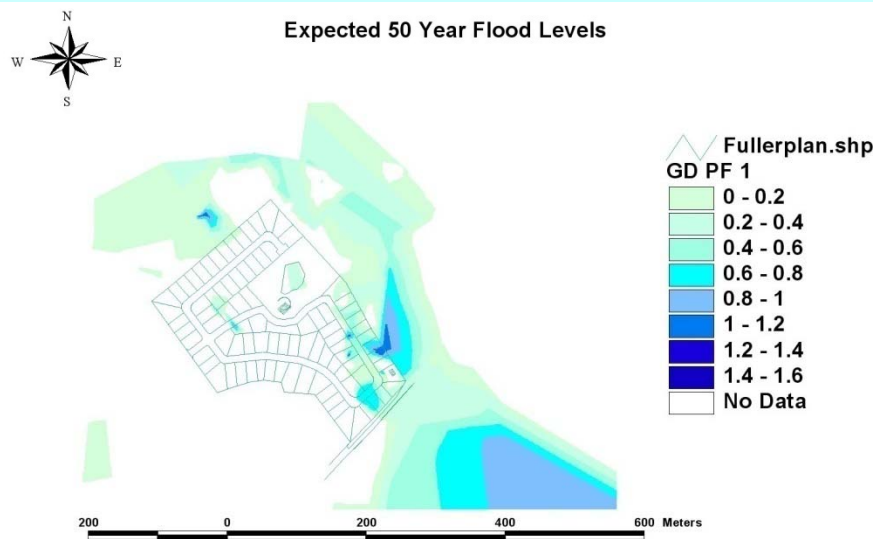 N
Expected 50 Year Flood Levels
W E
S
Fullerplan.shp
GD PF 1
0 - 0.2
0.2 - 0.4
0.4 - 0.6
0.6 - 0.8
0.8 - 1
1 - 1.2
1.2 - 1.4
1.4 - 1.6
No Data
200 0 200 400 600 Meters